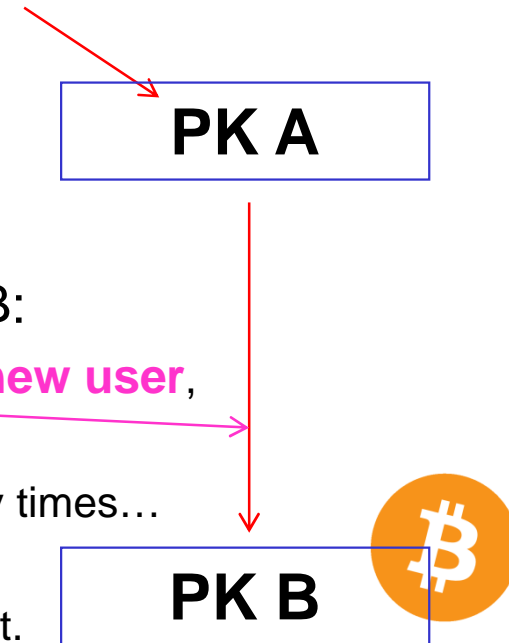 PK A
B:
new user,
y times…
PK B
t.